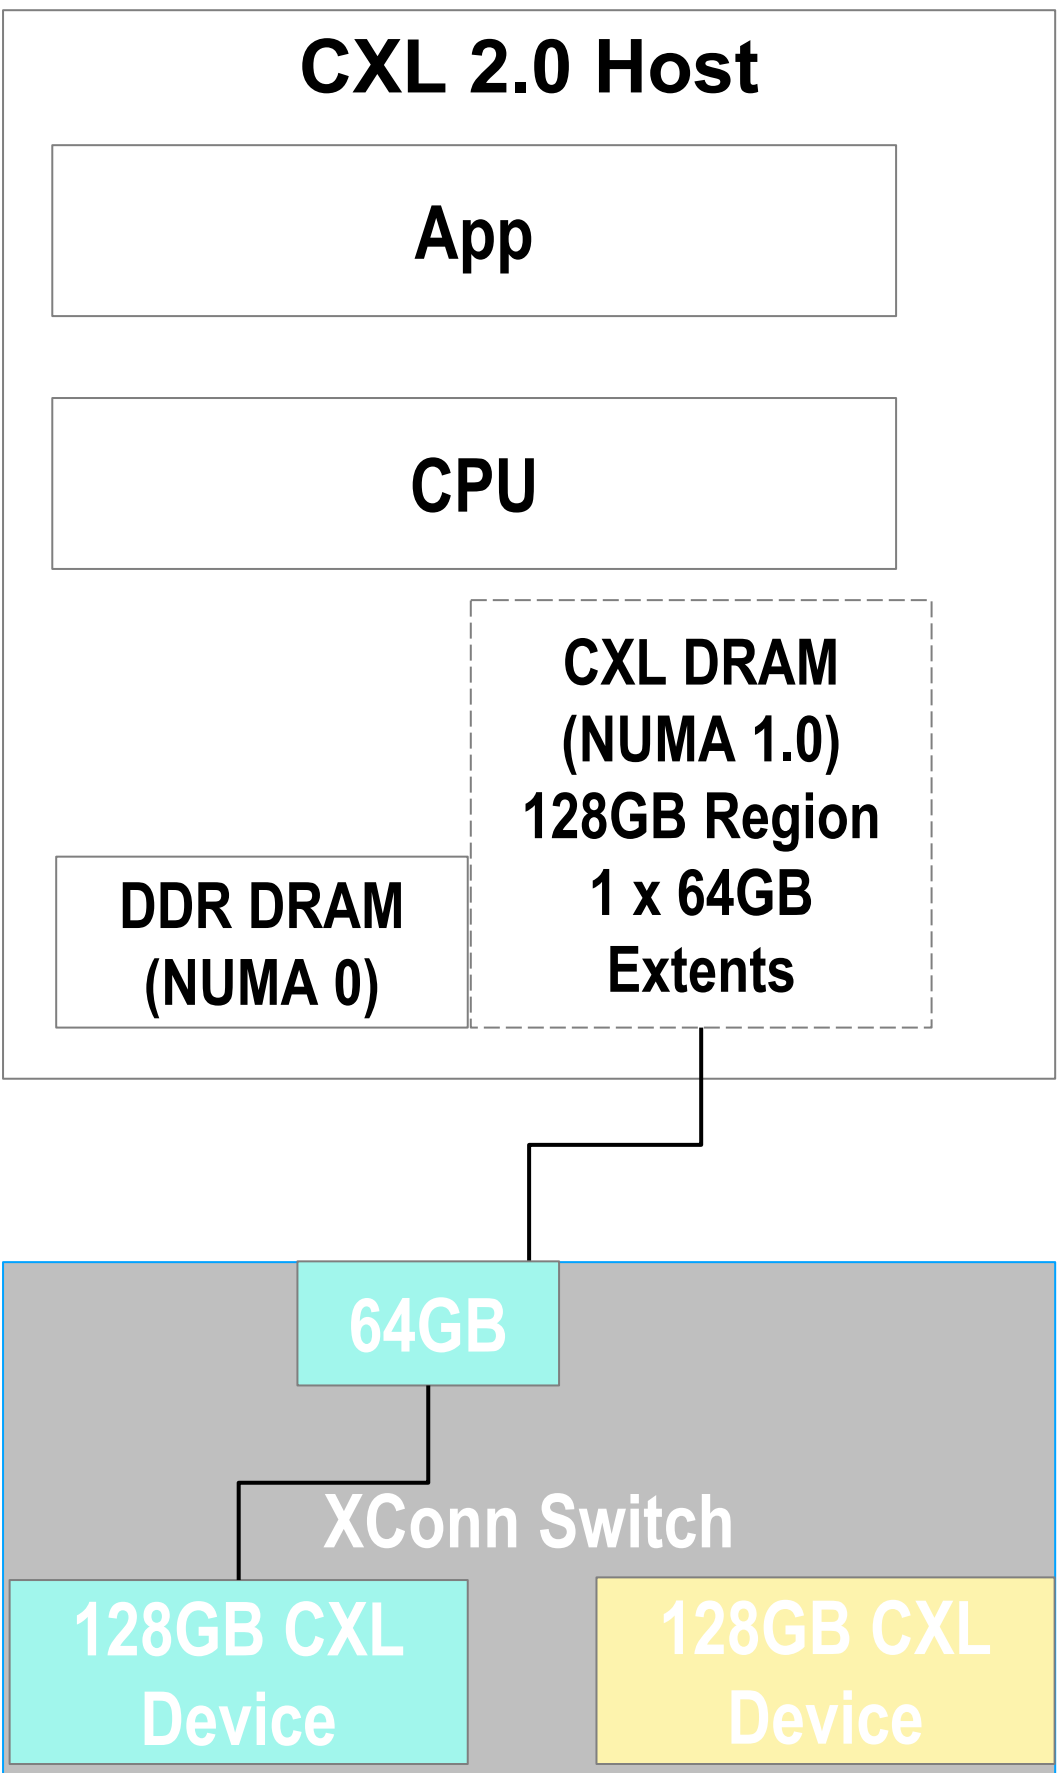 CXL 2.0 Host
App
CPU
CXL DRAM
(NUMA 1.0)
128GB Region
1 x 64GB
Extents
DDR DRAM
(NUMA 0)
64GB
XConn Switch
128GB CXL
Device
128GB CXL
Device